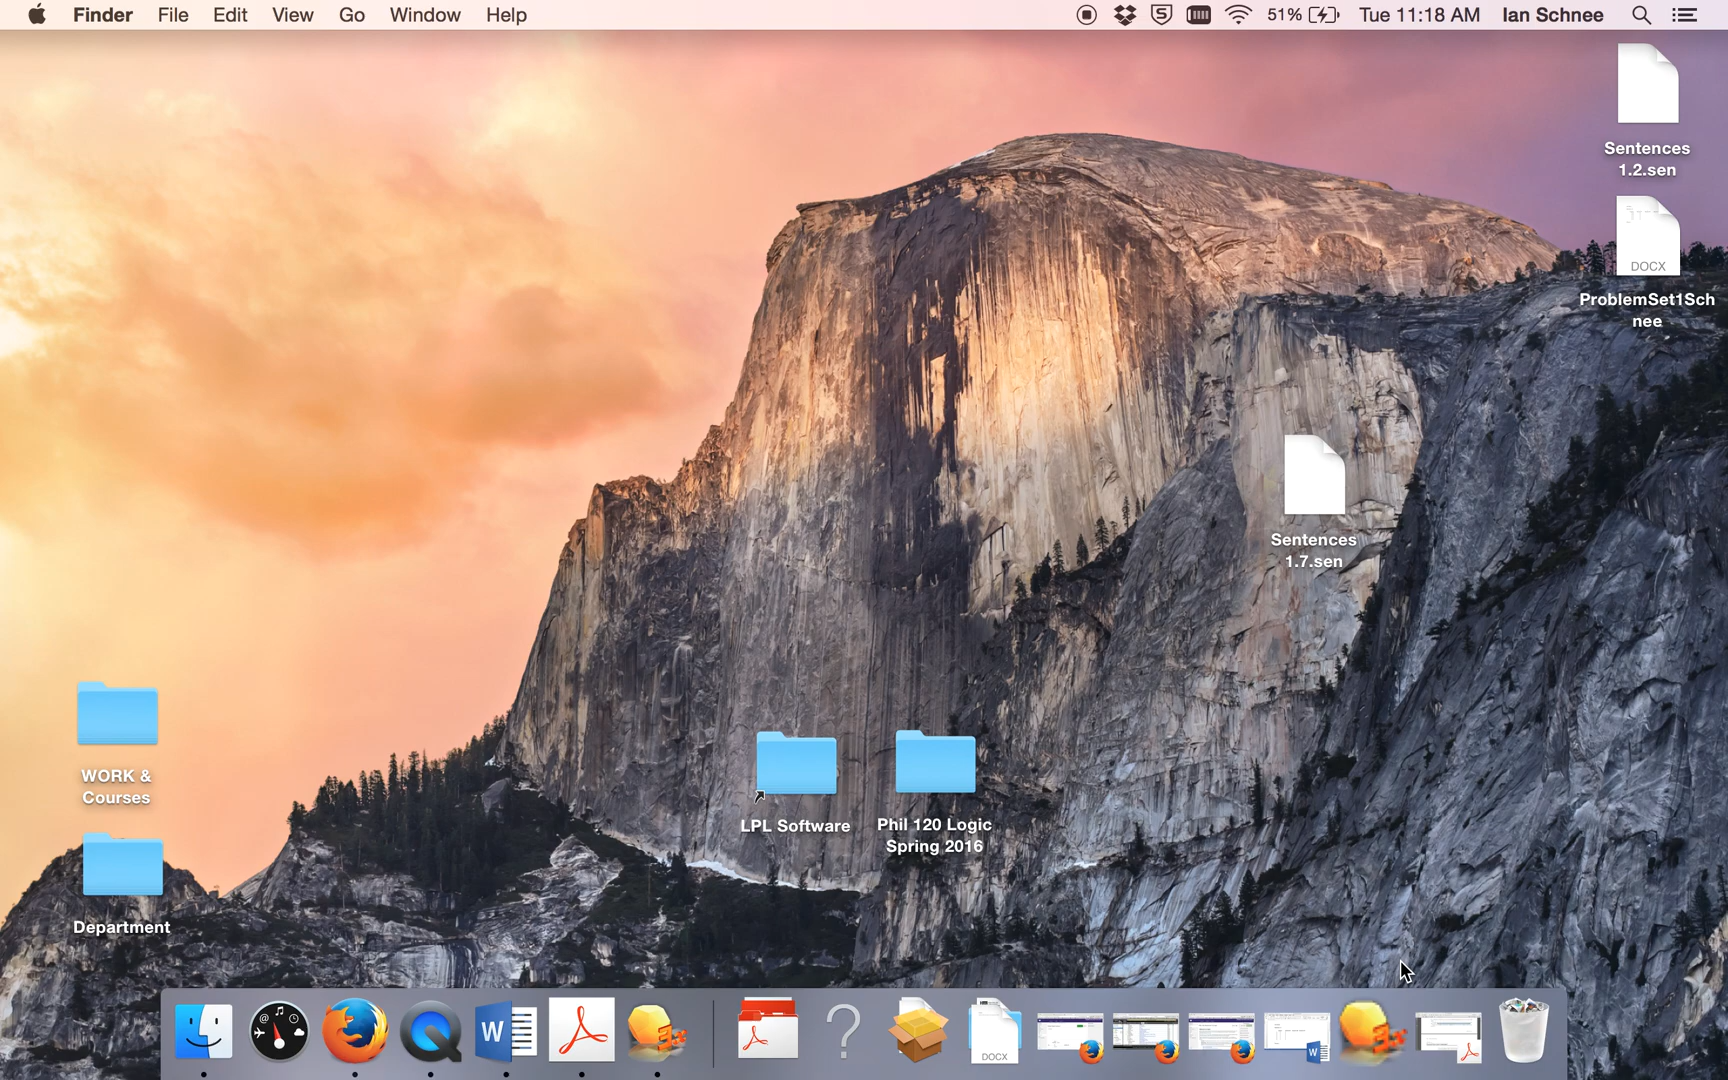 Finder File Edit View Go Window Help 51% Tue 11:18 AM Ian Schnee
Sentences
1.2.sen
DOCX
ProblemSet1Sch
nee
Sentences
1.7.sen
WORK &
Courses
LPL Software
Phil 120 Logic
Spring 2016
Department
DOCX